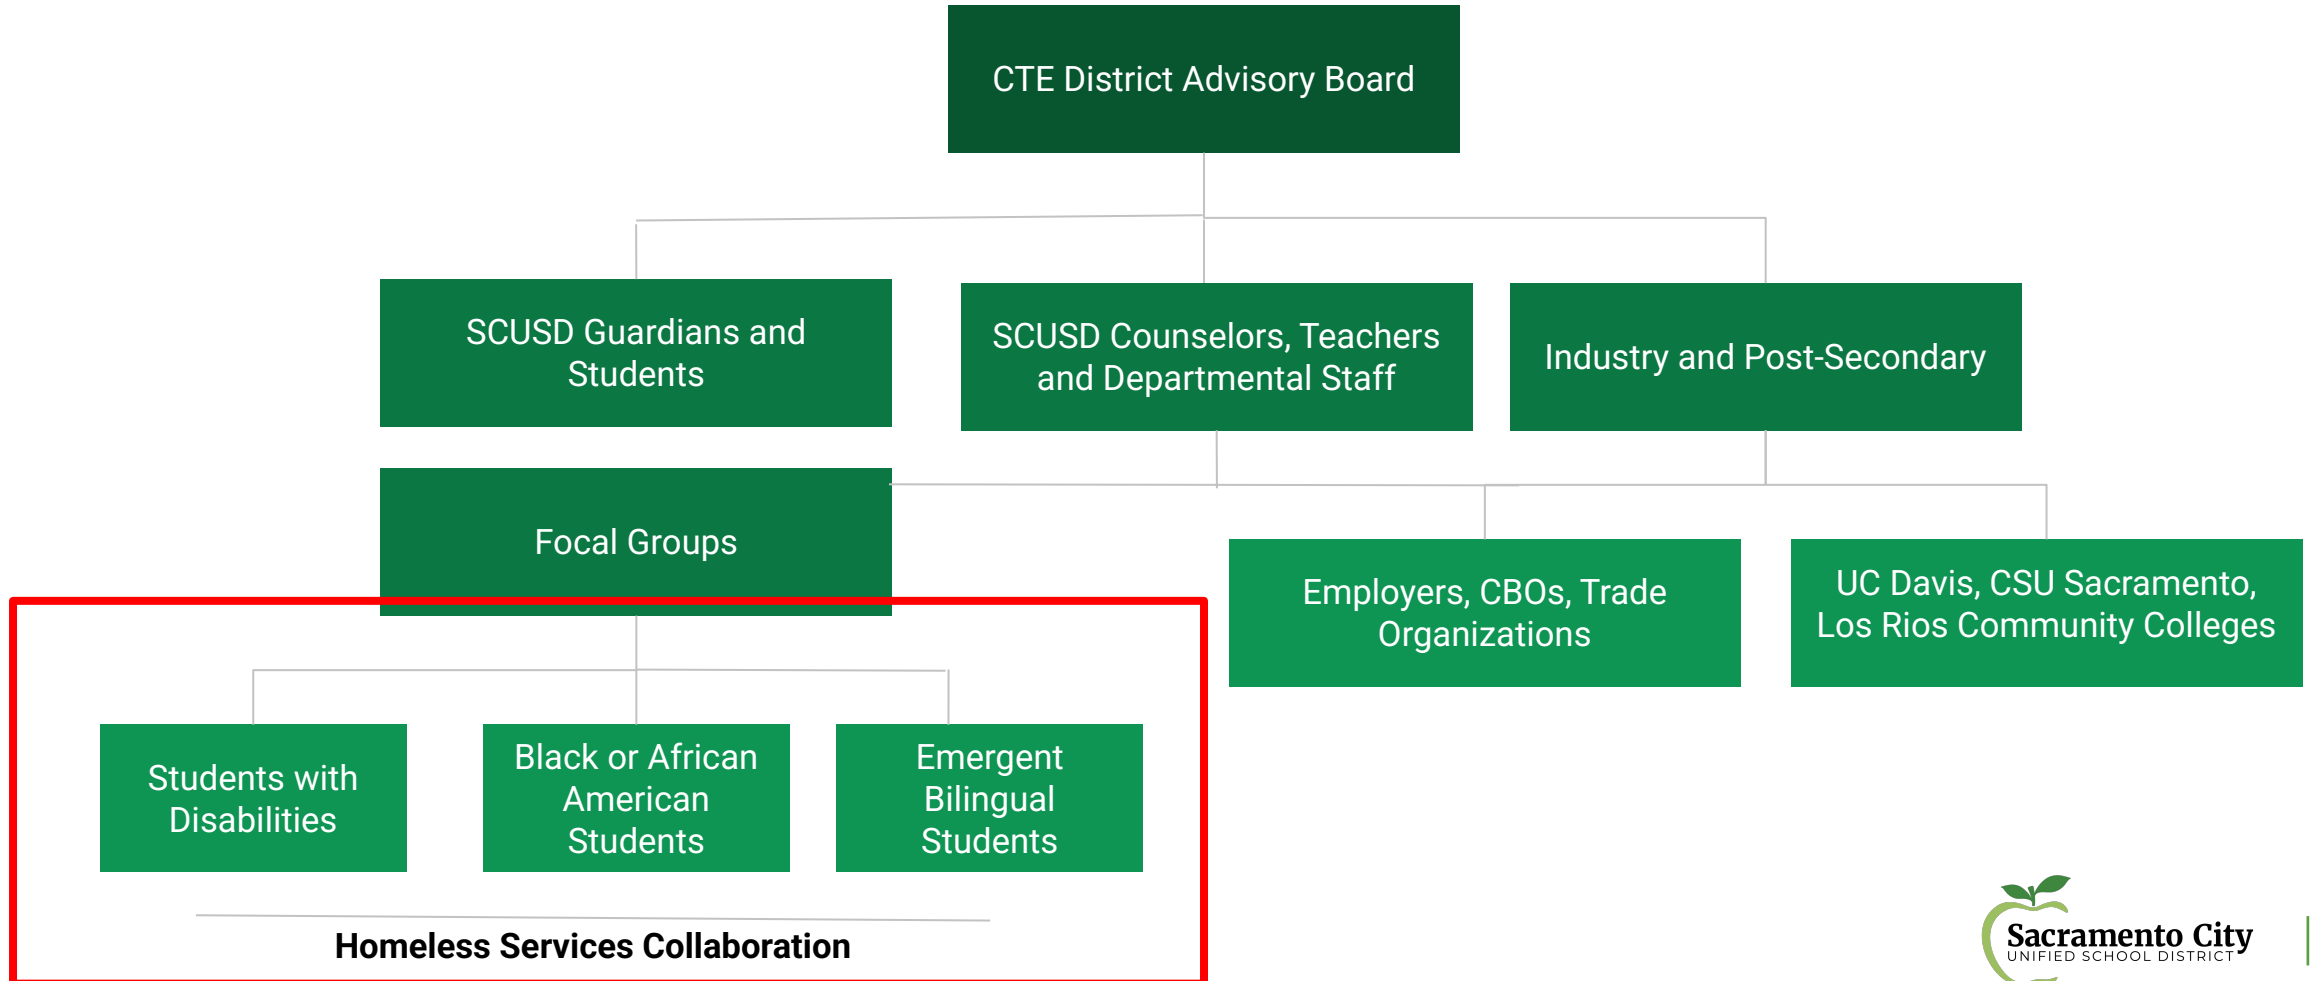 CTE District Advisory Board
SCUSD Guardians and
Students
SCUSD Counselors, Teachers
and Departmental Staff
Industry and Post-Secondary
Focal Groups
Employers, CBOs, Trade
Organizations
UC Davis, CSU Sacramento,
Los Rios Community Colleges
Students with
Disabilities
Black or African
American
Students
Emergent
Bilingual
Students
Homeless Services Collaboration
Sacramento City
UNIFIED SCHOOL DISTRICT